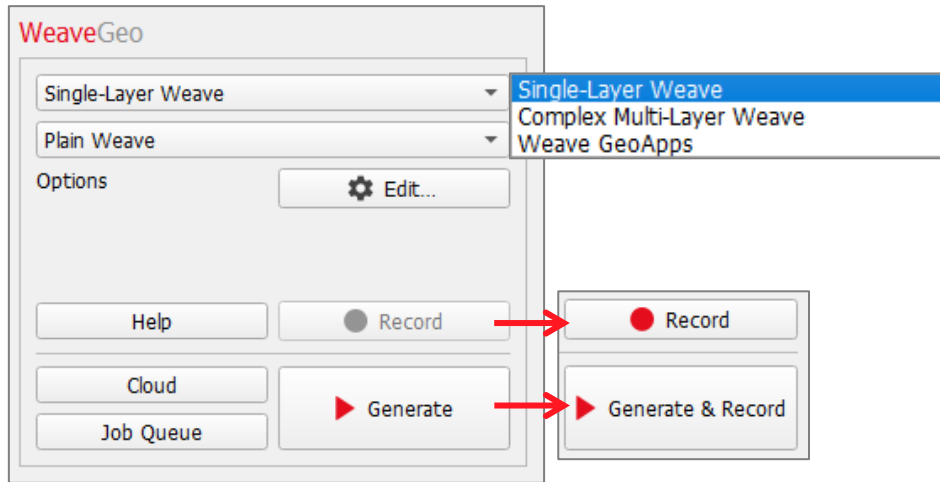 WeaveGeo
Single-Layer Weave
Plain Weave
Options
Edit...
Help
Record
Cloud
Job Queue
Generate
Single-Layer Weave
Complex Multi-Layer Weave
Weave GeoApps
Record
Generate & Record